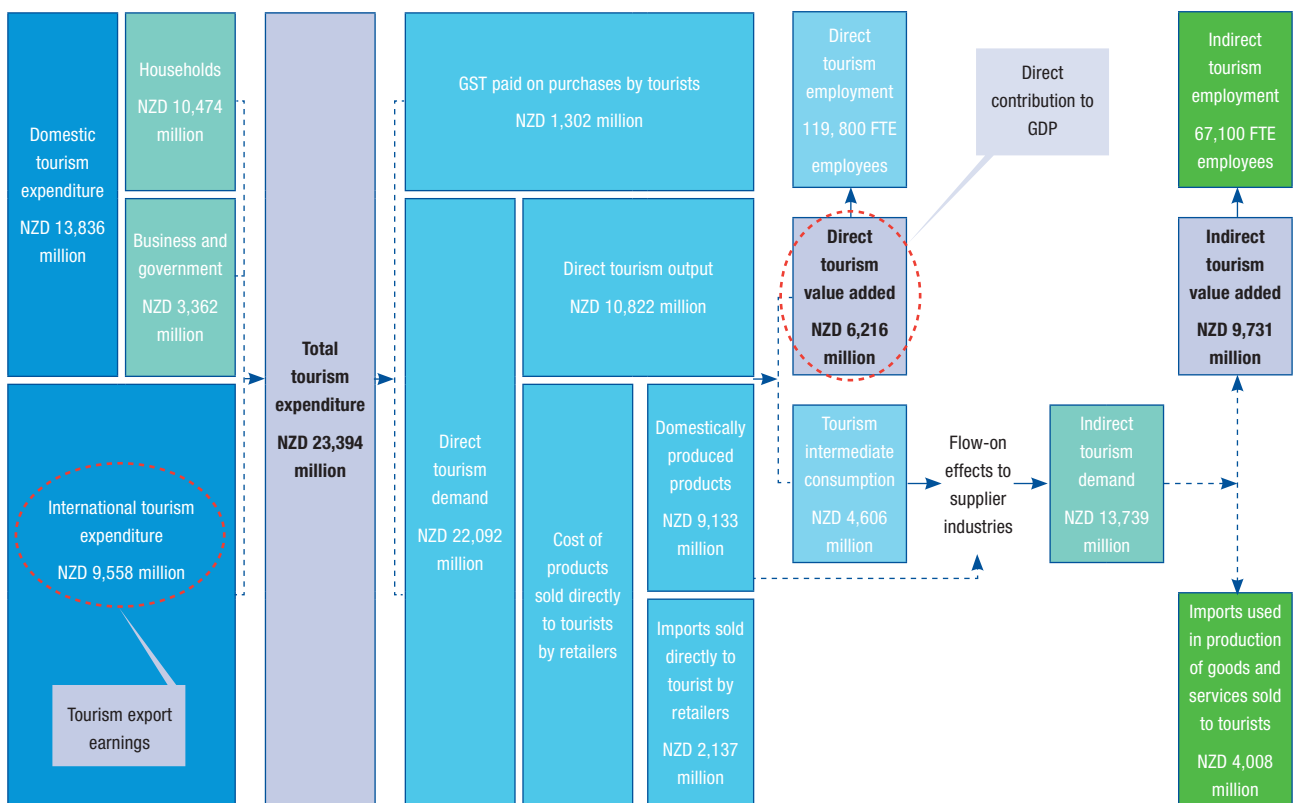 Domestic
tourism
expenditure
NZD 13,836
million
Households
NZD 10,474
million
Business and
government
NZD 3,362
million
International tourism
expenditure
NZD 9,558 million
Tourism export
earnings
Total
tourism
expenditure
NZD 23,394
million
GST paid on purchases by tourists
NZD 1,302 million
Direct
tourism
demand
NZD 22,092
million
Direct tourism output
NZD 10,822 million
Cost of
products
sold directly
to tourists
by retailers
Domestically
produced
products
NZD 9,133
million
Imports sold
directly to
tourist by
retailers
NZD 2,137
million
Direct
tourism
employment
119, 800 FTE
employees
Direct
contribution to
GDP
Direct
tourism
value added
NZD 6,216
million
Tourism
intermediate
consumption
NZD 4,606
million
Flow-on
effects to
supplier
industries
Indirect
tourism
demand
NZD 13,739
million
Indirect
tourism
employment
67,100 FTE
employees
Indirect
tourism
value added
NZD 9,731
million
Imports used
in production
of goods and
services sold
to tourists
NZD 4,008
million